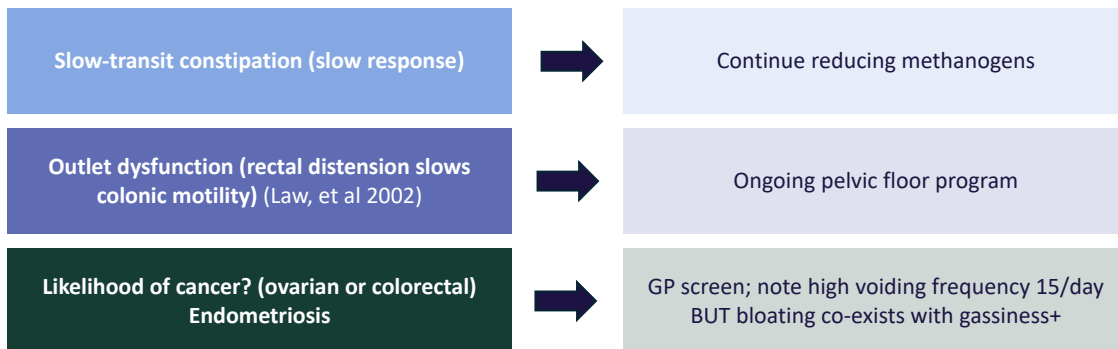 Slow-transit constipation (slow response)
Continue reducing methanogens
Outlet dysfunction (rectal distension slows
colonic motility) (Law, et al 2002)
Ongoing pelvic floor program
Likelihood of cancer? (ovarian or colorectal)
Endometriosis
GP screen; note high voiding frequency 15/day
BUT bloating co-exists with gassiness+